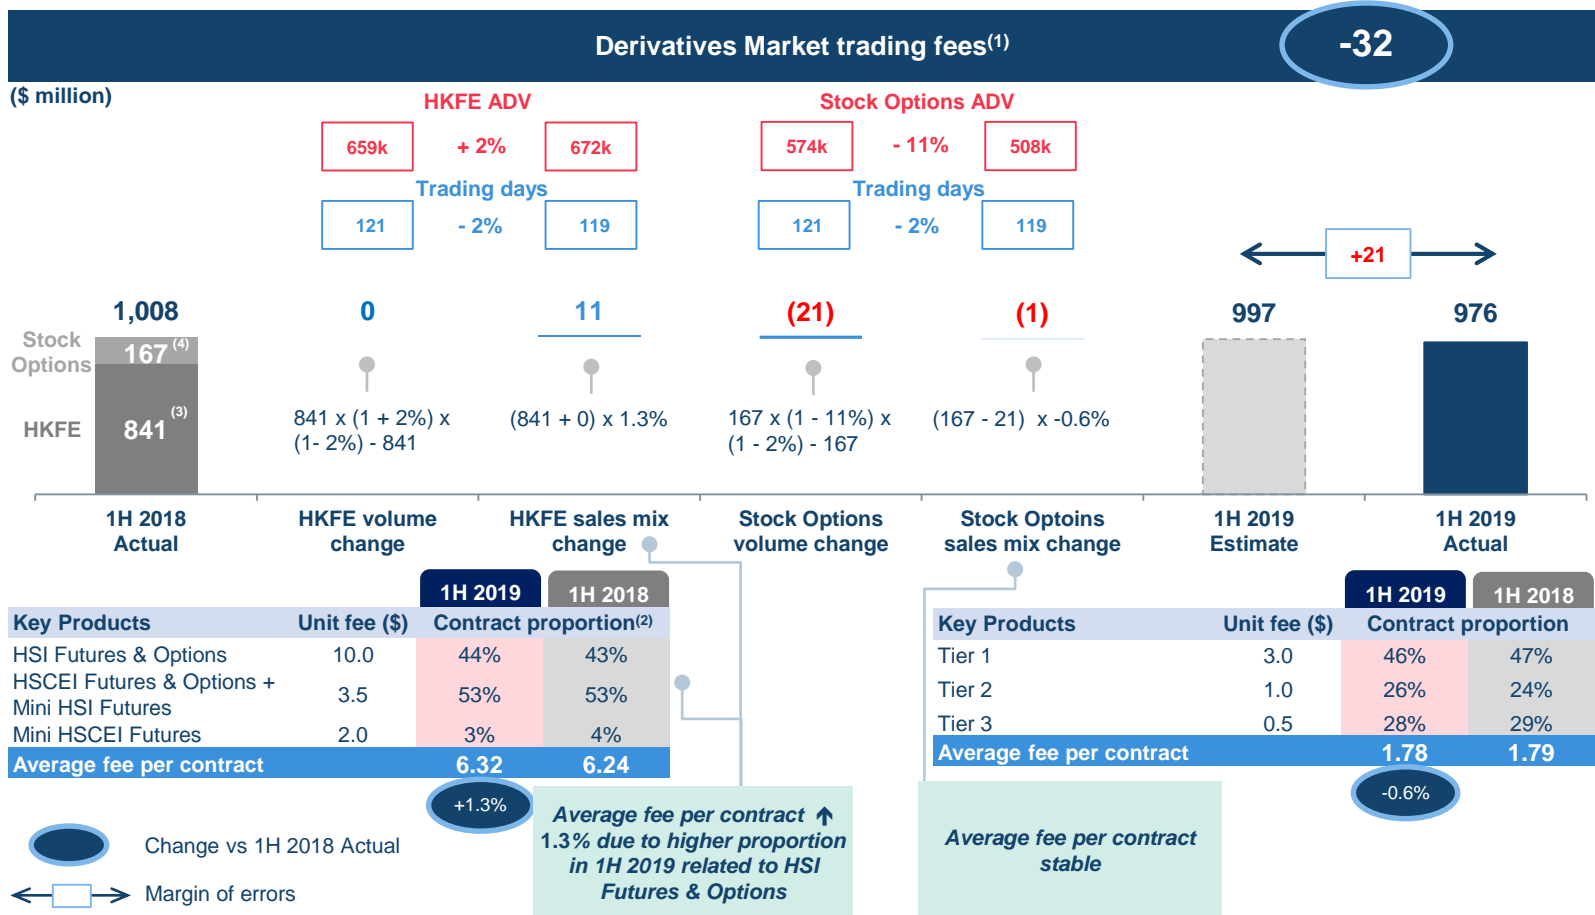 Derivatives Market trading fees(1)
-32
($ million)
HKFE ADV
Stock Options ADV
659k
+ 2%
672k
574k
- 11%
508k
Trading days
Trading days
121
- 2%
119
121
- 2%
119
+21
1,008
0
11
(21)
(1)
997
976
Stock
Options
167 (4)
HKFE
841 (3)
841 x (1 + 2%) x
(1- 2%) - 841
(841 + 0) x 1.3%
167 x (1 - 11%) x
(1 - 2%) - 167
(167 - 21) x -0.6%
1H 2018
Actual
HKFE volume
change
HKFE sales mix
change
Stock Options
volume change
Stock Optoins
sales mix change
1H 2019
Estimate
1H 2019
Actual
1H 2019
1H 2018
Key Products
Unit fee ($)
Contract proportion(2)
HSI Futures & Options
10.0
44%
43%
HSCEI Futures & Options +
Mini HSI Futures
3.5
53%
53%
Mini HSCEI Futures
2.0
3%
4%
Average fee per contract
6.32
6.24
+1.3%
1H 2019
1H 2018
Key Products
Unit fee ($)
Contract proportion
Tier 1
3.0
46%
47%
Tier 2
1.0
26%
24%
Tier 3
0.5
28%
29%
Average fee per contract
1.78
1.79
-0.6%
Average fee per contract ↑
1.3% due to higher proportion
in 1H 2019 related to HSI
Futures & Options
Average fee per contract
stable
Change vs 1H 2018 Actual
Margin of errors